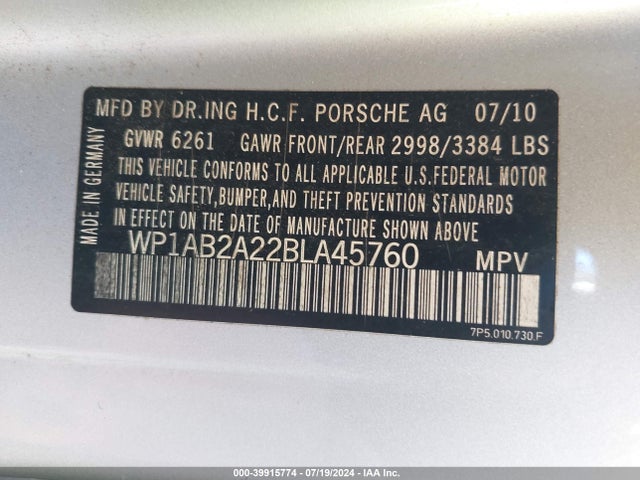 MFD BY DR.ING H.C.F. PORSCHE AG 07/10
GVWR 6261 GAWR FRONT/REAR 2998/3384 LBS
THIS VEHICLE CONFORMS TO ALL APPLICABLE U.S.FEDERAL MOTOR
VEHICLE SAFETY,BUMPER,AND THEFT PREVENTION STANDARDS
IN EFFECT ON THE DATE OF MANUFACTURE SHOWN ABOVE
WP1AB2A22BLA45760 MPV
MADE IN GERMANY
7P5.010.730.F
000-39915774 / 07/19/2024 - IAA Inc.